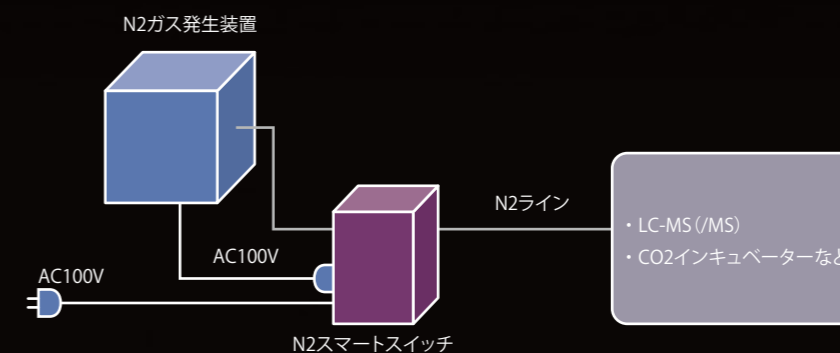 N2ガス発生装置
N2ライン
・LC-MS(/MS)
・CO2インキュベーターなど
AC100V
AC100V
N2スマートスイッチ